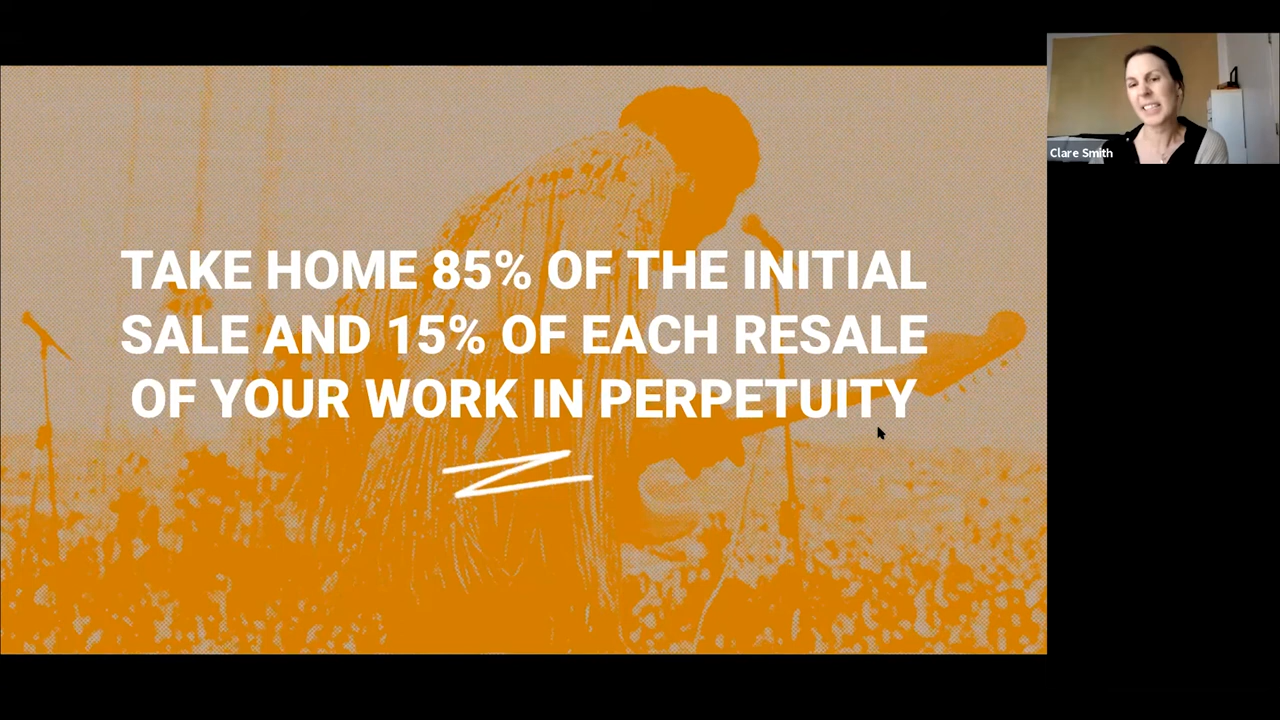 TAKE HOME 85% OF THE INITIAL
SALE AND 15% OF EACH RESALE
OF YOUR WORK IN PERPETUITY
Clare Smith